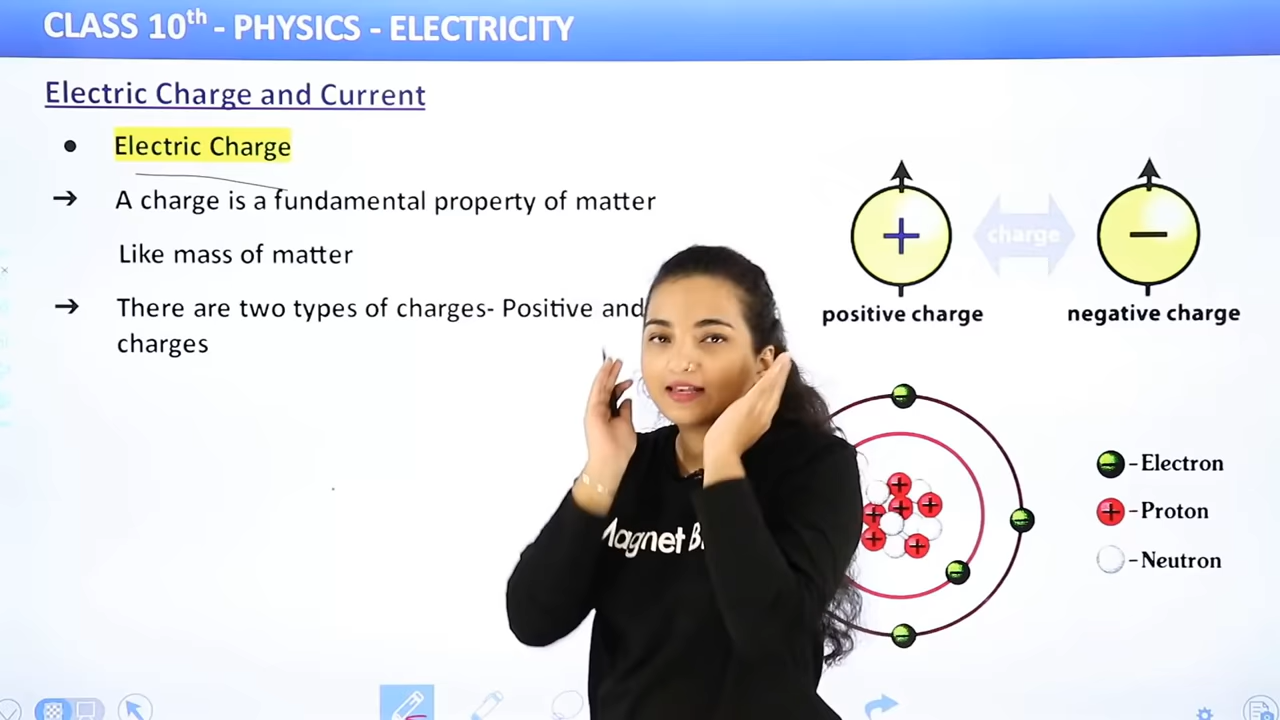 CLASS 10th - PHYSICS - ELECTRICITY
Electric Charge and Current
• Electric Charge
→ A charge is a fundamental property of matter
Like mass of matter
→ There are two types of charges- Positive and
charges
+
charge
−
positive charge
negative charge
- Electron
- Proton
- Neutron
Magnet